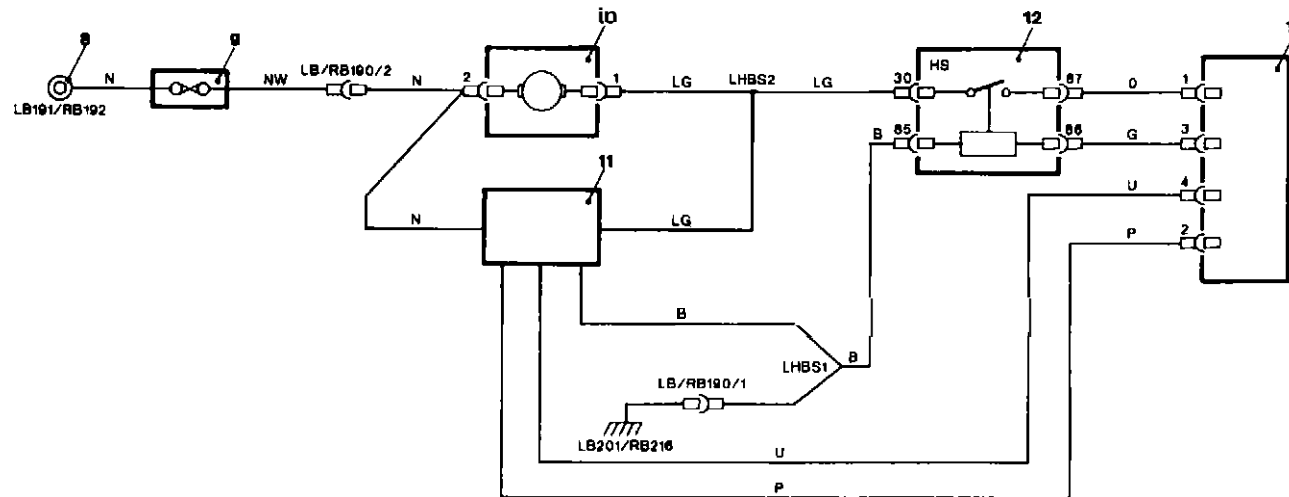 8
N
LB191/RB192
9
NW
LB/RB190/2
N
10
2
1
LG
LHBS2
LG
12
HS
30
87
O
1
85
86
B
G
3
U
4
P
2
11
N
LG
B
LHBS1
B
LB/RB190/1
LB201/RB216
U
P